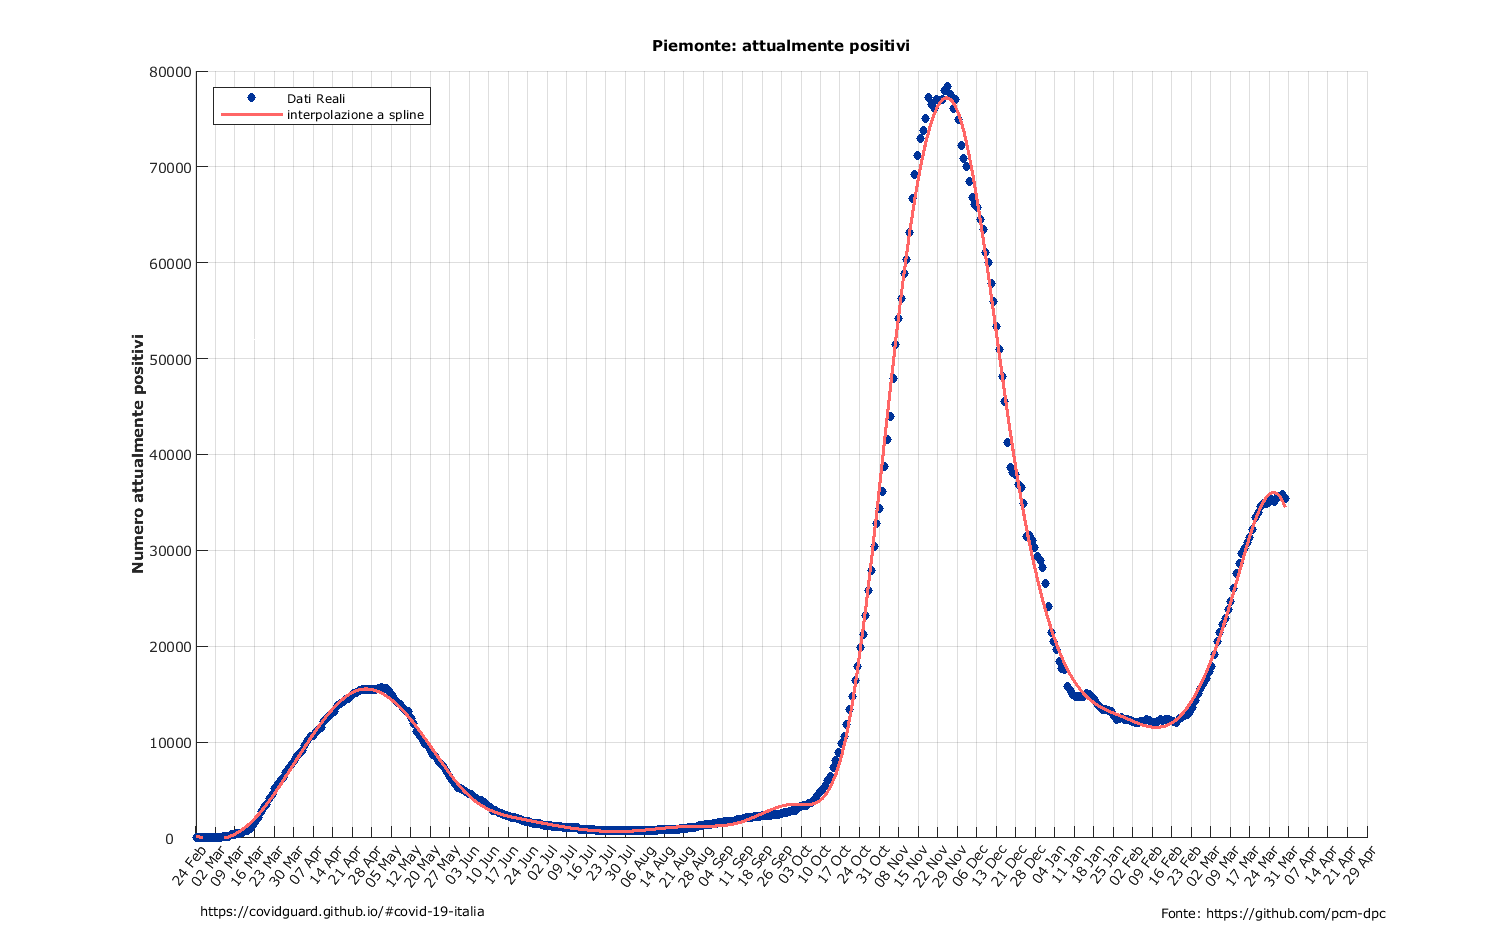 Piemonte: attualmente positivi
Dati Reali
interpolazione a spline
Numero attualmente positivi
80000
70000
60000
50000
40000
30000
20000
10000
0
24 Feb
02 Mar
09 Mar
16 Mar
23 Mar
30 Mar
07 Apr
14 Apr
21 Apr
28 Apr
05 May
12 May
20 May
27 May
03 Jun
10 Jun
17 Jun
24 Jun
02 Jul
09 Jul
16 Jul
23 Jul
30 Jul
06 Aug
14 Aug
21 Aug
28 Aug
04 Sep
11 Sep
18 Sep
26 Sep
03 Oct
10 Oct
17 Oct
24 Oct
31 Oct
08 Nov
15 Nov
22 Nov
29 Nov
06 Dec
13 Dec
21 Dec
28 Dec
04 Jan
11 Jan
18 Jan
25 Jan
02 Feb
09 Feb
16 Feb
23 Feb
02 Mar
09 Mar
17 Mar
24 Mar
31 Mar
07 Apr
14 Apr
21 Apr
29 Apr
https://covidguard.github.io/#covid-19-italia
Fonte: https://github.com/pcm-dpc